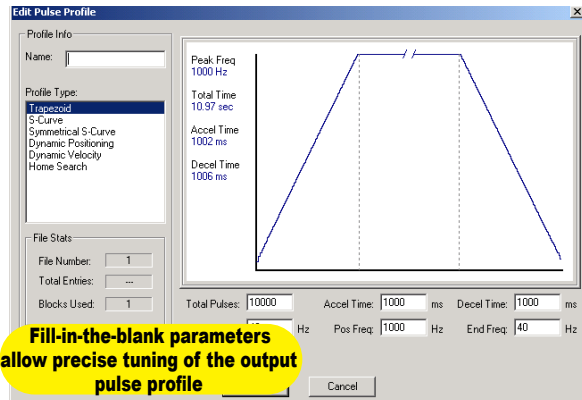 Edit Pulse Profile
Profile Info
Name:
Profile Type:
Trapezoid
S-Curve
Symmetrical S-Curve
Dynamic Positioning
Dynamic Velocity
Home Search
File Stats
File Number: 1
Total Entries: ---
Blocks Used: 1
Peak Freq
1000 Hz
Total Time
10.97 sec
Accel Time
1002 ms
Decel Time
1006 ms
Total Pulses: 10000 Accel Time: 1000 ms Decel Time: 1000 ms
Hz Pos Freq: 1000 Hz End Freq: 40 Hz
Fill-in-the-blank parameters
allow precise tuning of the output
pulse profile
Cancel